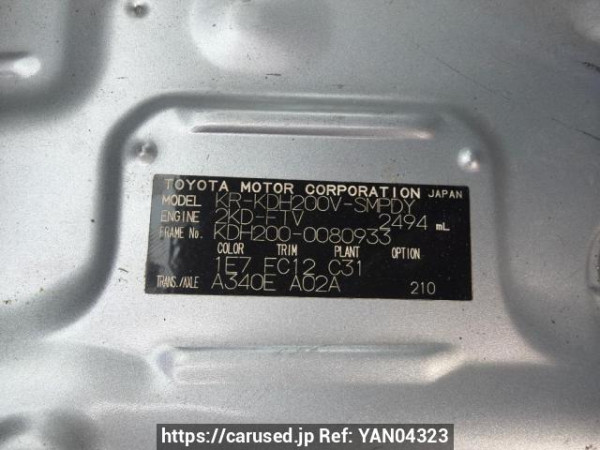 TOYOTA MOTOR CORPORATION JAPAN
MODEL KR-KDH200V-SMPDY
ENGINE 2KD-FTV 2494 mL
FRAME No. KDH200-0080933
COLOR TRIM PLANT OPTION
1E7 EC12 C31
TRANS./AXLE A340E A02A 210
https://carused.jp Ref: YAN04323